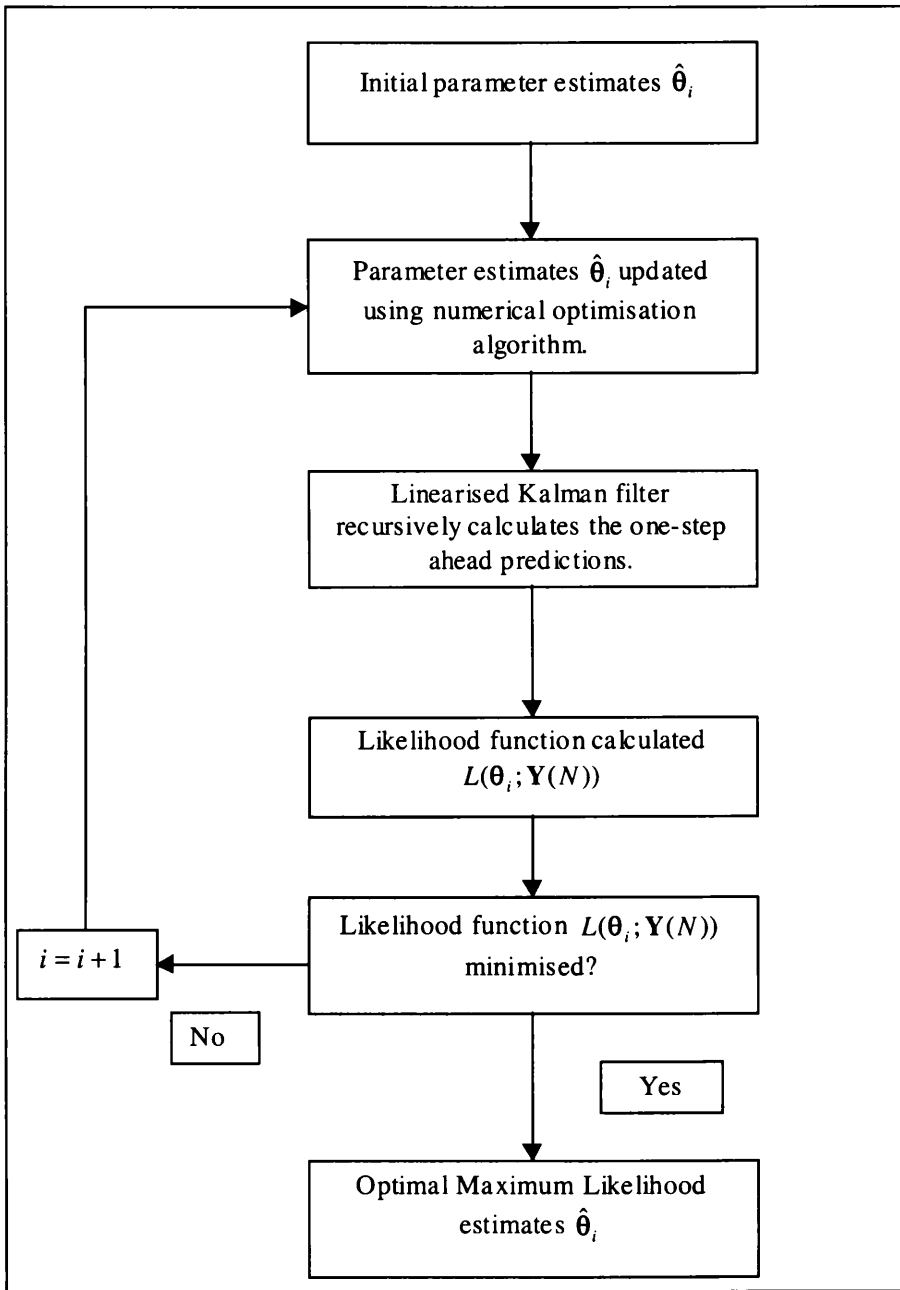 Initial parameter estimates θ̂ᵢ
Parameter estimates θ̂ᵢ updated
using numerical optimisation
algorithm.
Linearised Kalman filter
recursively calculates the one-step
ahead predictions.
Likelihood function calculated
L(θᵢ; Y(N))
Likelihood function L(θᵢ; Y(N))
minimised?
i = i + 1
No
Yes
Optimal Maximum Likelihood
estimates θ̂ᵢ